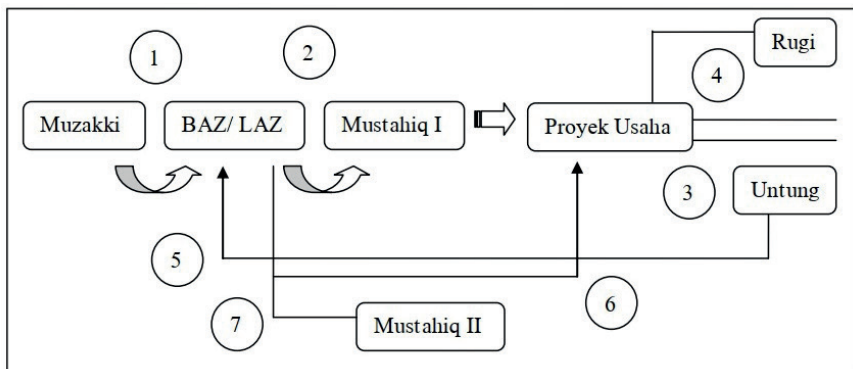 1
2
4
Rugi
Muzakki
BAZ/ LAZ
Mustahiq I
Proyek Usaha
3
Untung
5
6
7
Mustahiq II